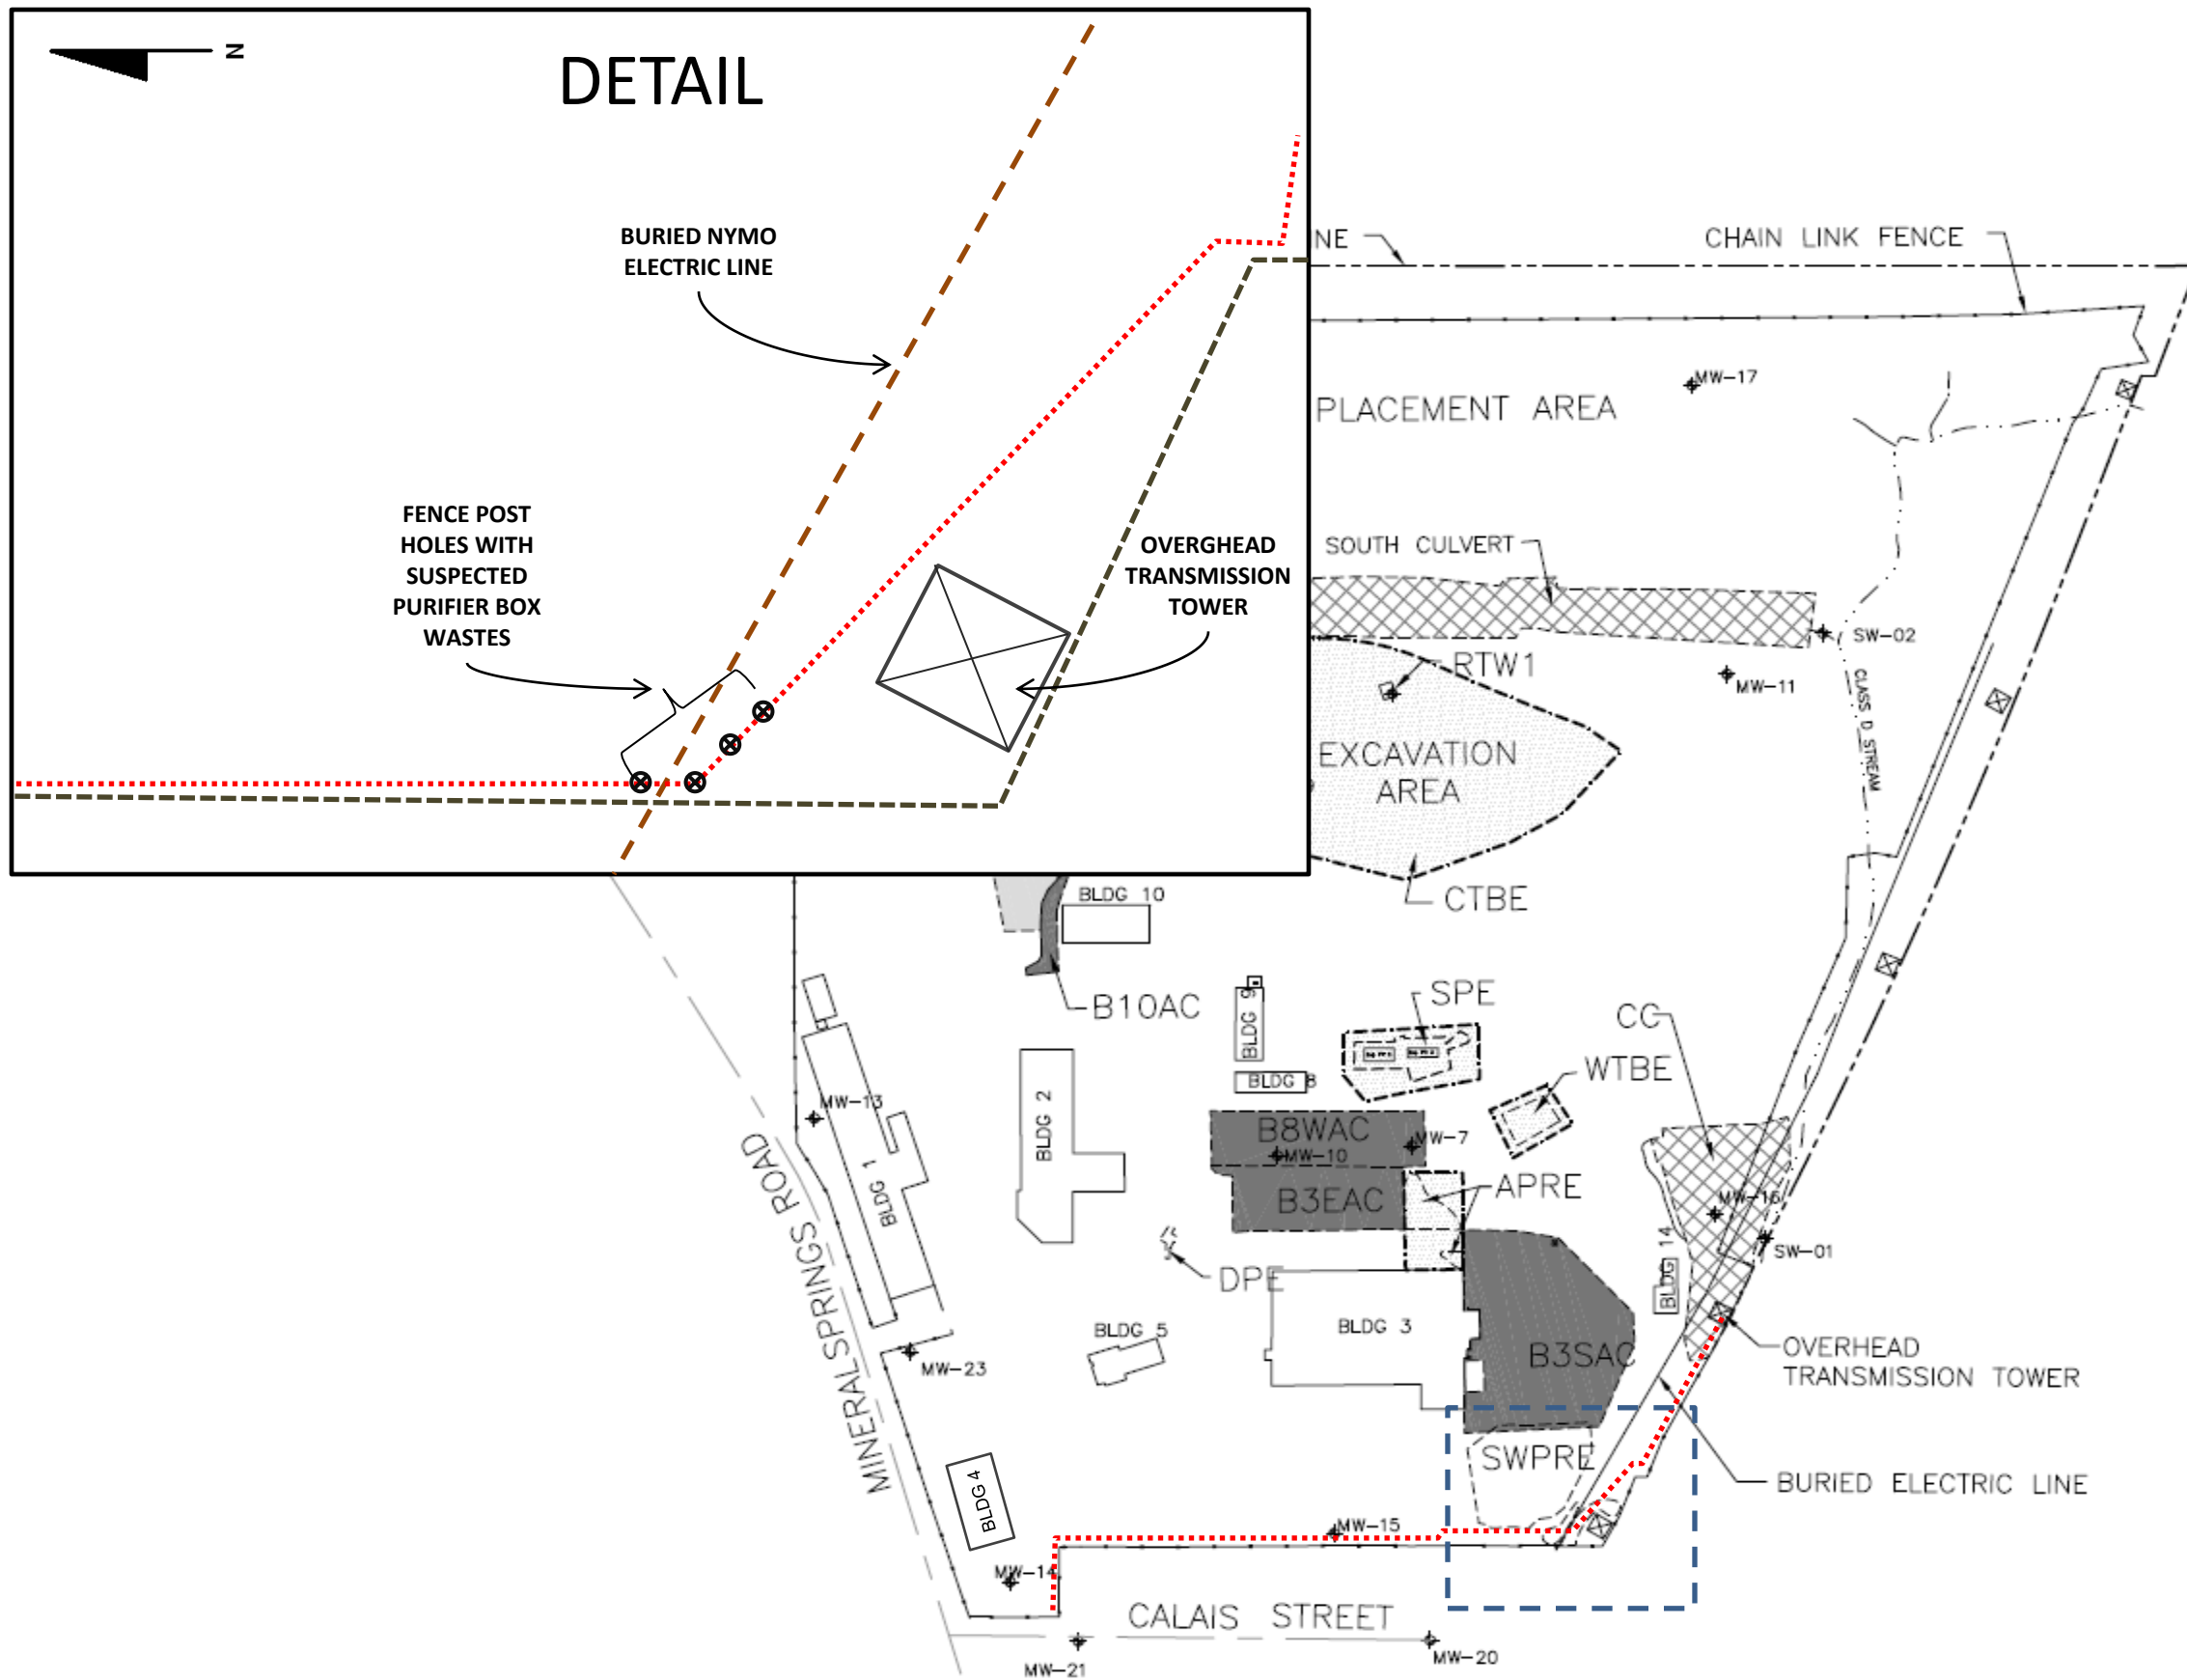 N
DETAIL
BURIED NYMO
ELECTRIC LINE
FENCE POST
HOLES WITH
SUSPECTED
PURIFIER BOX
WASTES
OVERGHEAD
TRANSMISSION
TOWER
NE
CHAIN LINK FENCE
MW-17
PLACEMENT AREA
SOUTH CULVERT
SW-02
RTW1
MW-11
CLASS D STREAM
EXCAVATION
AREA
CTBE
BLDG 10
B10AC
BLDG 9
SPE
CG
BLDG 8
WTBE
MW-13
BLDG 2
B8WAC
MW-7
MW-10
BLDG 1
MINERAL SPRINGS ROAD
B3EAC
APRE
MW-16
SW-01
BLDG 14
DPE
BLDG 5
BLDG 3
B3SAC
OVERHEAD
TRANSMISSION TOWER
MW-23
SWPRE
BURIED ELECTRIC LINE
BLDG 4
MW-15
MW-14
CALAIS STREET
MW-21
MW-20